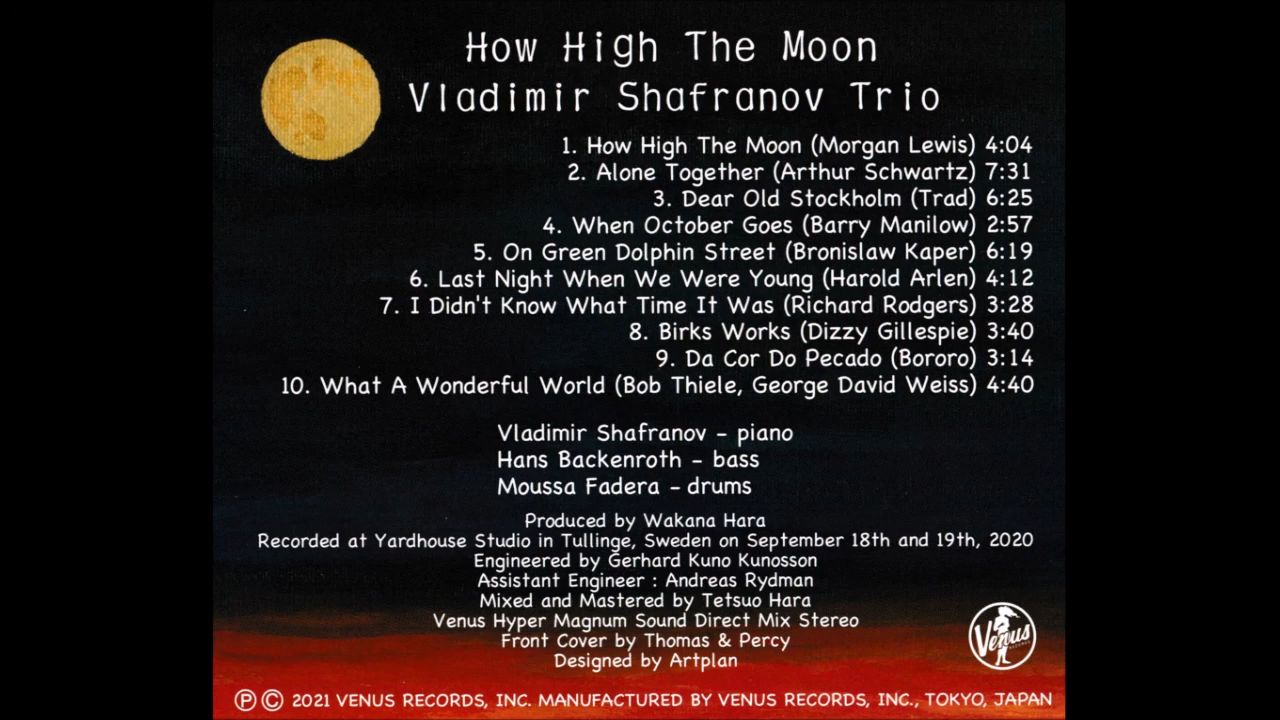 How High The Moon
Vladimir Shafranov Trio
1. How High The Moon (Morgan Lewis) 4:04
2. Alone Together (Arthur Schwartz) 7:31
3. Dear Old Stockholm (Trad) 6:25
4. When October Goes (Barry Manilow) 2:57
5. On Green Dolphin Street (Bronislaw Kaper) 6:19
6. Last Night When We Were Young (Harold Arlen) 4:12
7. I Didn't Know What Time It Was (Richard Rodgers) 3:28
8. Birks Works (Dizzy Gillespie) 3:40
9. Da Cor Do Pecado (Bororo) 3:14
10. What A Wonderful World (Bob Thiele, George David Weiss) 4:40
Vladimir Shafranov – piano
Hans Backenroth – bass
Moussa Fadera – drums
Produced by Wakana Hara
Recorded at Yardhouse Studio in Tullinge, Sweden on September 18th and 19th, 2020
Engineered by Gerhard Kuno Kunosson
Assistant Engineer : Andreas Rydman
Mixed and Mastered by Tetsuo Hara
Venus Hyper Magnum Sound Direct Mix Stereo
Front Cover by Thomas & Percy
Designed by Artplan
Venus
Ⓟ © 2021 VENUS RECORDS, INC. MANUFACTURED BY VENUS RECORDS, INC., TOKYO, JAPAN